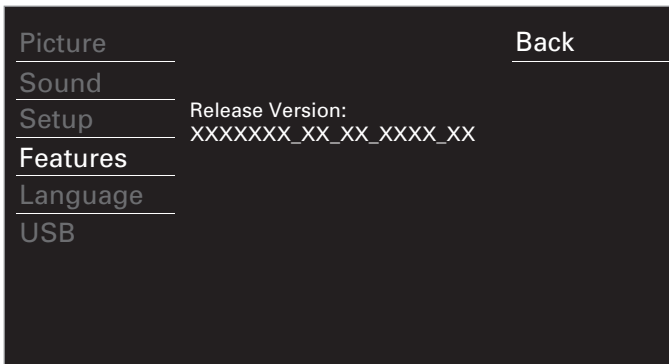 Picture
Sound
Setup
Features
Language
USB
Release Version:
XXXXXXX_XX_XX_XXXX_XX
Back